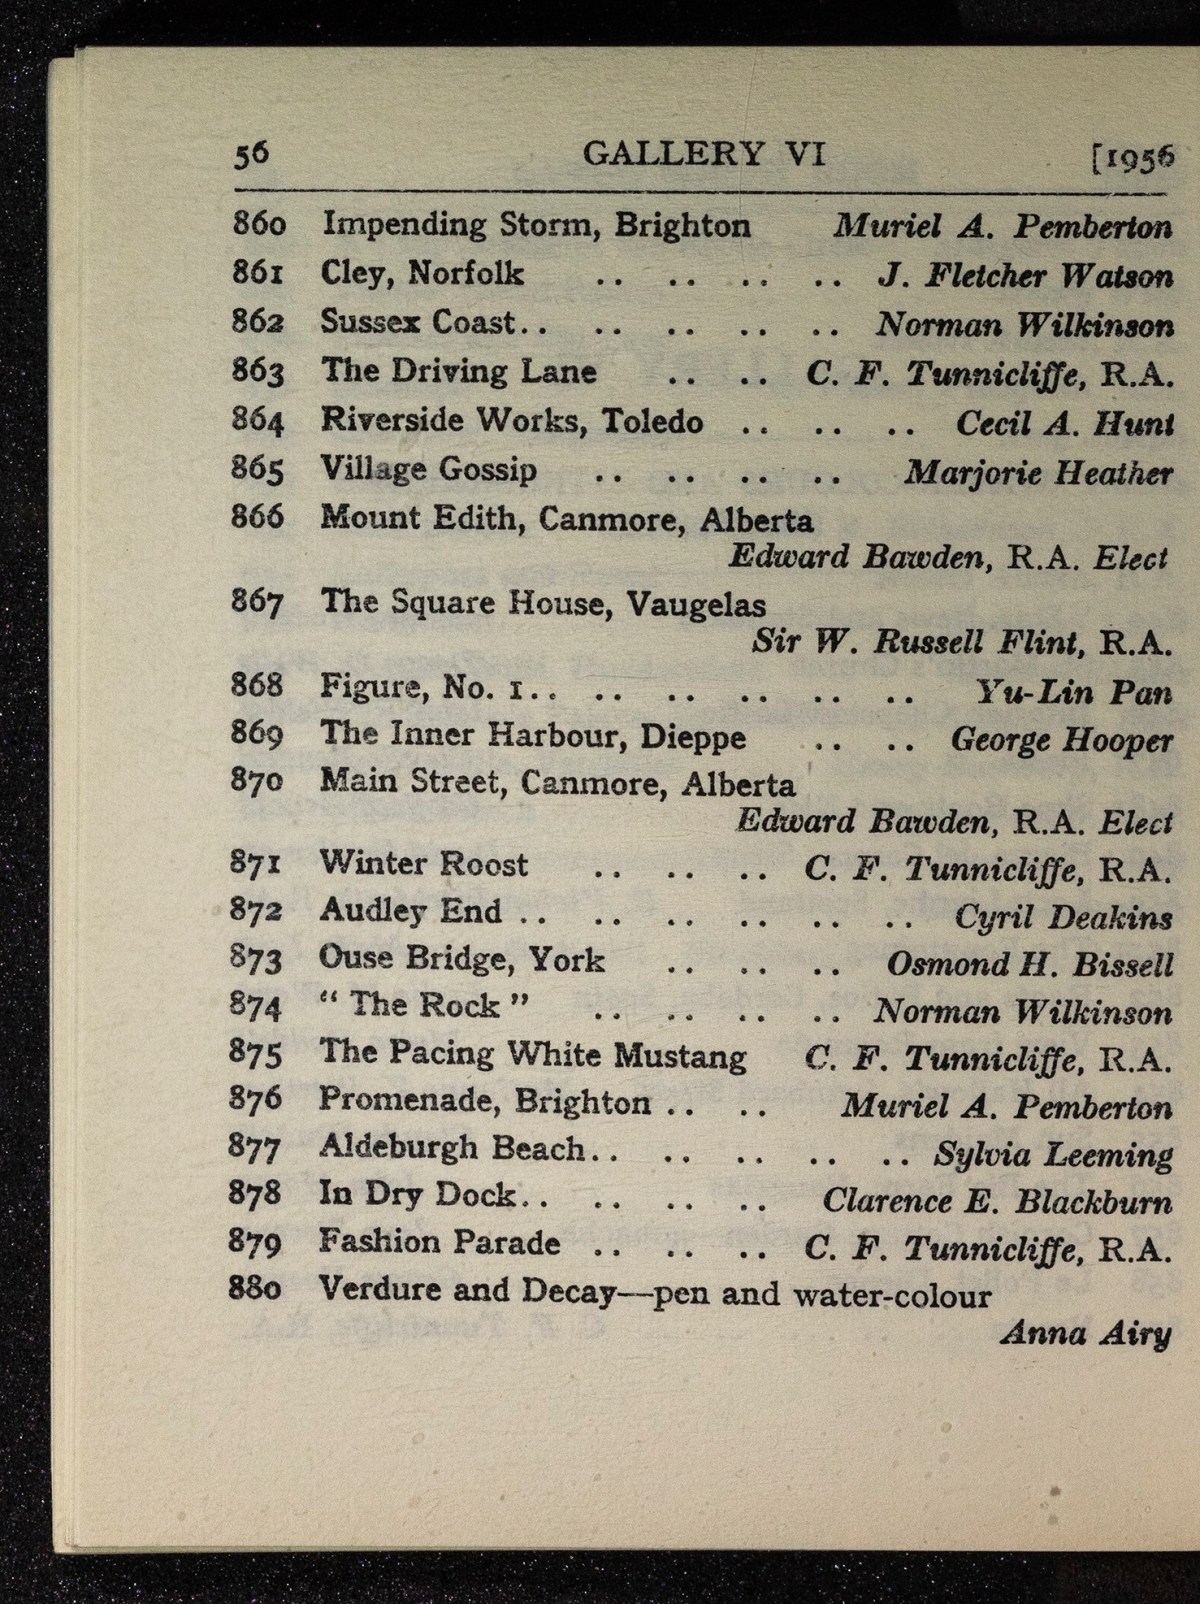 56 GALLERY VI [1956
860 Impending Storm, Brighton Muriel A. Pemberton
861 Cley, Norfolk .. .. .. .. J. Fletcher Watson
862 Sussex Coast.. .. .. .. .. Norman Wilkinson
863 The Driving Lane .. .. C. F. Tunnicliffe, R.A.
864 Riverside Works, Toledo .. .. .. Cecil A. Hunt
865 Village Gossip .. .. .. .. Marjorie Heather
866 Mount Edith, Canmore, Alberta
Edward Bawden, R.A. Elect
867 The Square House, Vaugelas
Sir W. Russell Flint, R.A.
868 Figure, No. 1.. .. .. .. .. .. Yu-Lin Pan
869 The Inner Harbour, Dieppe .. .. George Hooper
870 Main Street, Canmore, Alberta
Edward Bawden, R.A. Elect
871 Winter Roost .. .. .. C. F. Tunnicliffe, R.A.
872 Audley End .. .. .. .. .. .. Cyril Deakins
873 Ouse Bridge, York .. .. .. Osmond H. Bissell
874 “ The Rock ” .. .. .. .. Norman Wilkinson
875 The Pacing White Mustang C. F. Tunnicliffe, R.A.
876 Promenade, Brighton .. .. Muriel A. Pemberton
877 Aldeburgh Beach.. .. .. .. .. Sylvia Leeming
878 In Dry Dock.. .. .. .. Clarence E. Blackburn
879 Fashion Parade .. .. .. C. F. Tunnicliffe, R.A.
880 Verdure and Decay—pen and water-colour
Anna Airy